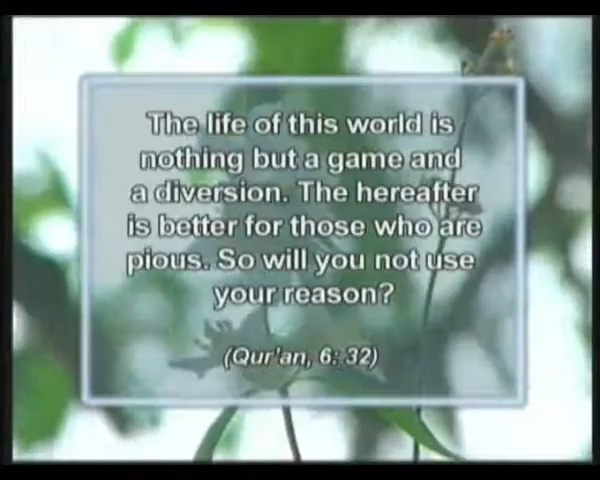 The life of this world is
nothing but a game and
a diversion. The hereafter
is better for those who are
pious. So will you not use
your reason?
(Qur'an, 6: 32)